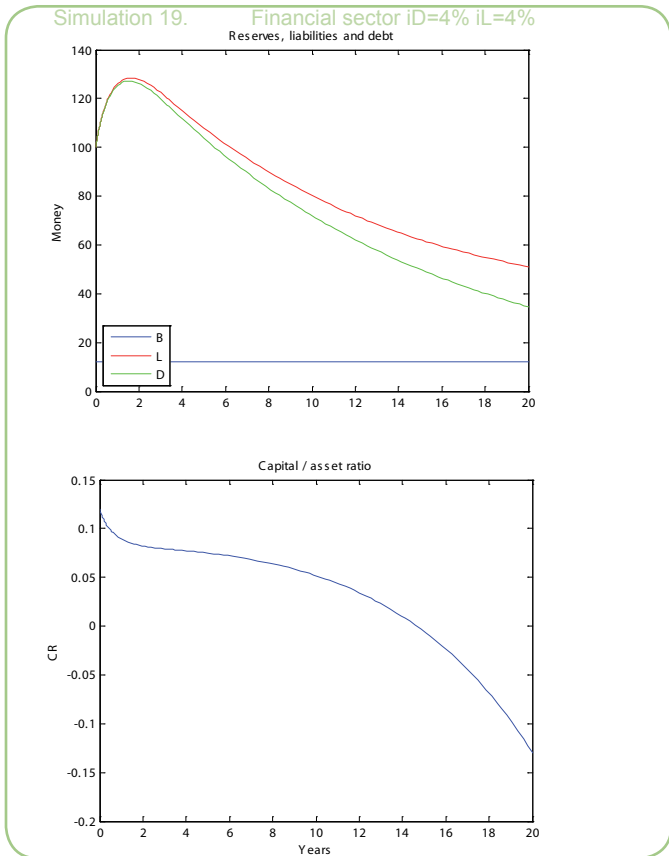 Simulation 19. Financial sector iD=4% iL=4%
Reserves, liabilities and debt
140
120
100
80
60
40
20
0
Money
B
L
D
0 2 4 6 8 10 12 14 16 18 20
Capital / asset ratio
0.15
0.1
0.05
0
-0.05
-0.1
-0.15
-0.2
CR
0 2 4 6 8 10 12 14 16 18 20
Years